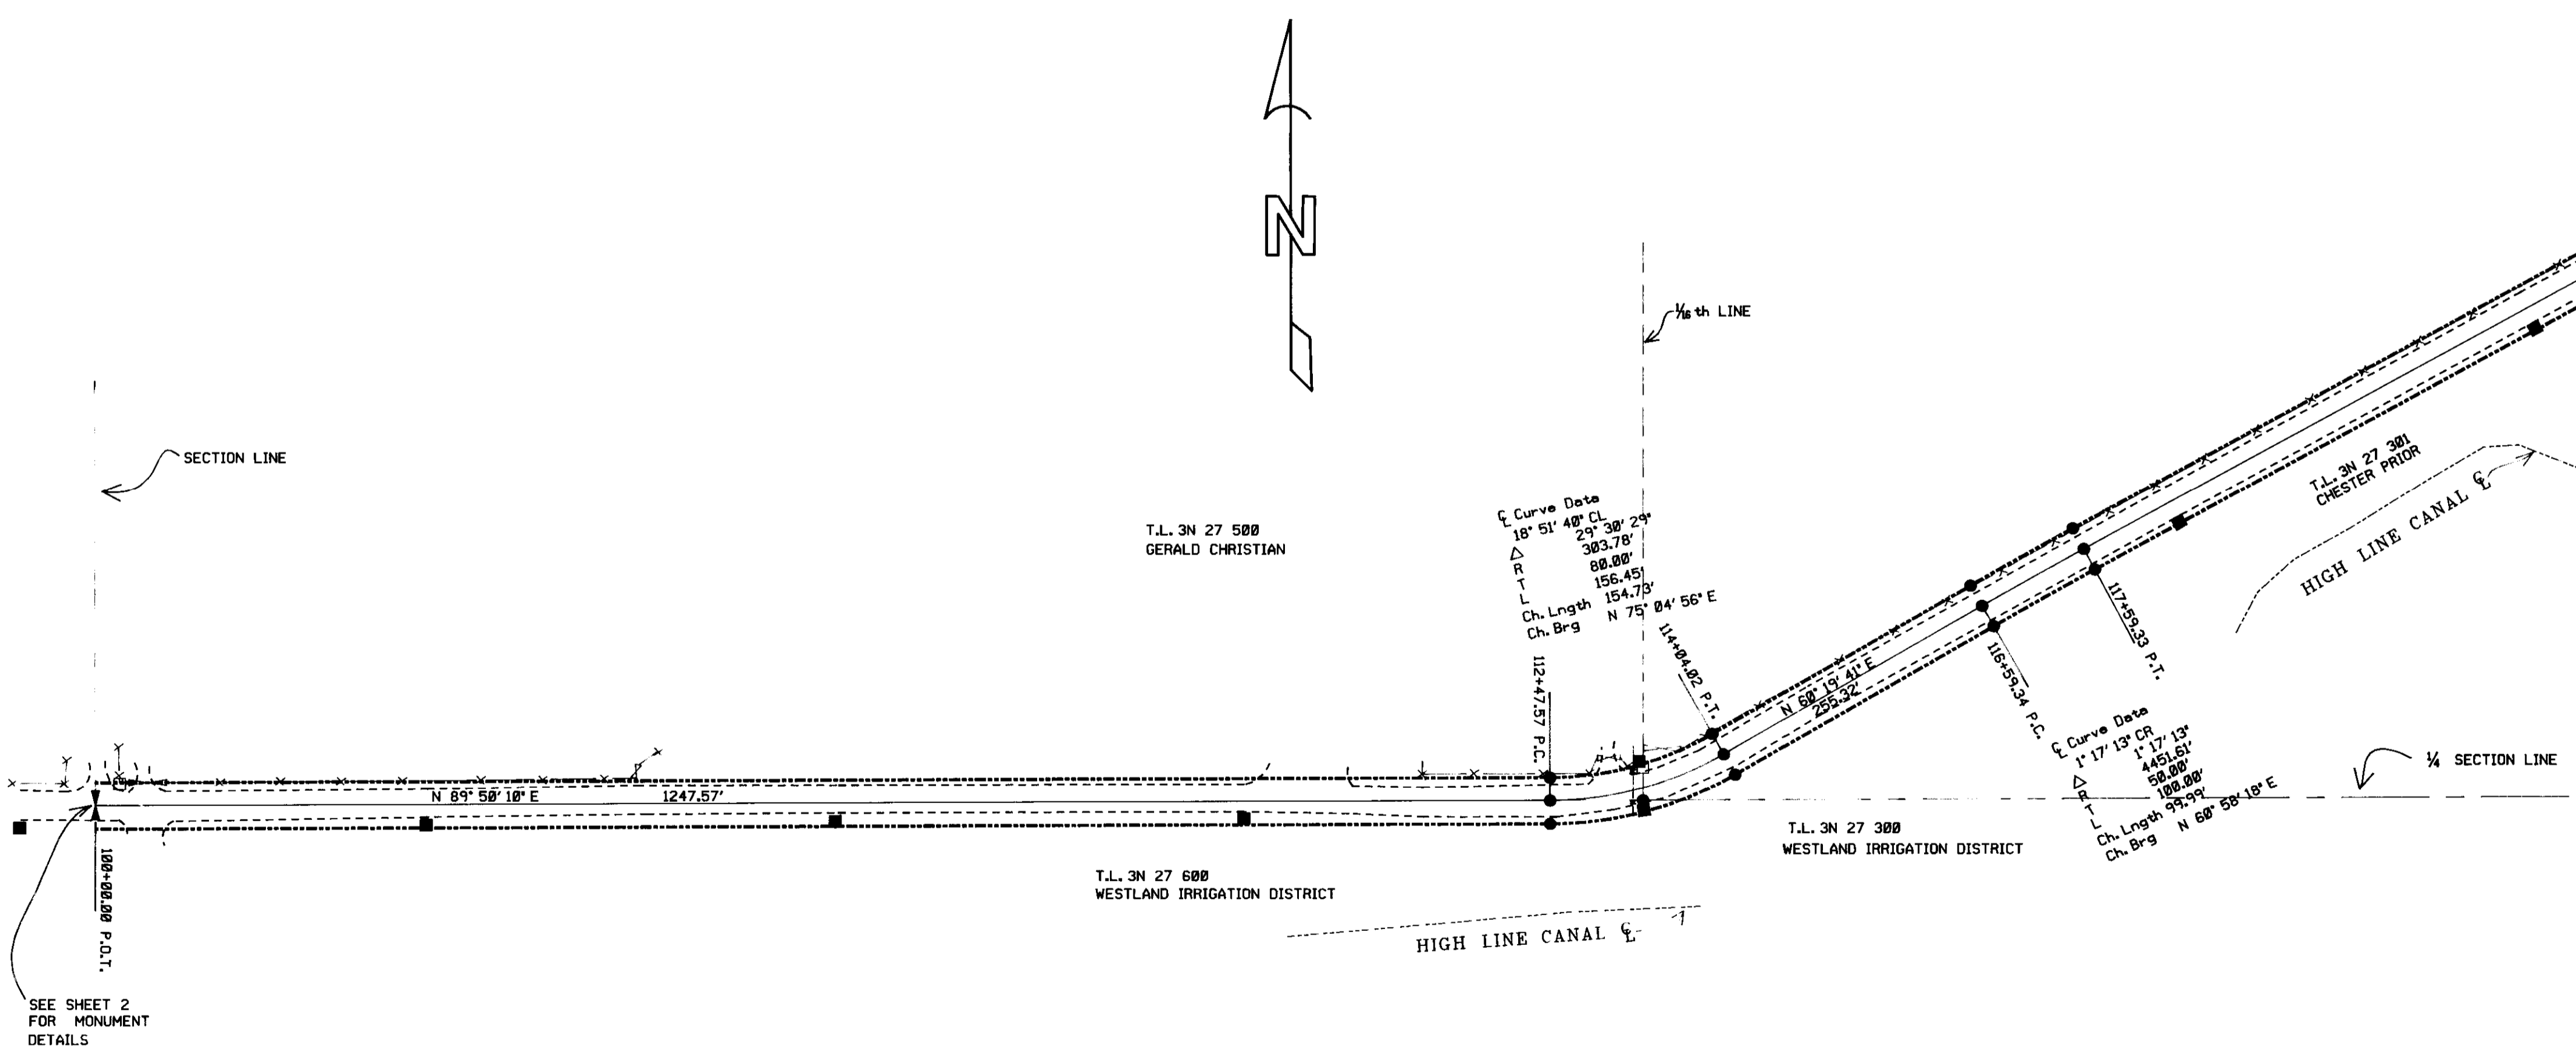 N
1/16 th LINE
SECTION LINE
T.L. 3N 27 500
GERALD CHRISTIAN
℄ Curve Data
18° 51' 40" CL
△ 29° 30' 29"
R 303.78'
T 80.00'
L 156.45'
Ch. Lngth 154.73'
Ch. Brg N 75° 04' 56" E
T.L. 3N 27 301
CHESTER PRIOR
HIGH LINE CANAL ℄
112+47.57 P.C.
114+04.02 P.T.
N 60° 19' 41" E
255.32'
116+59.34 P.C.
117+59.33 P.T.
℄ Curve Data
1° 17' 13" CR
△ 1° 17' 13"
R 4451.61'
T 50.00'
L 100.00'
Ch. Lngth 99.99'
Ch. Brg N 60° 58' 18" E
1/4 SECTION LINE
N 89° 50' 10" E 1247.57'
T.L. 3N 27 300
WESTLAND IRRIGATION DISTRICT
T.L. 3N 27 600
WESTLAND IRRIGATION DISTRICT
100+00.00 P.O.T.
HIGH LINE CANAL ℄
SEE SHEET 2
FOR MONUMENT
DETAILS